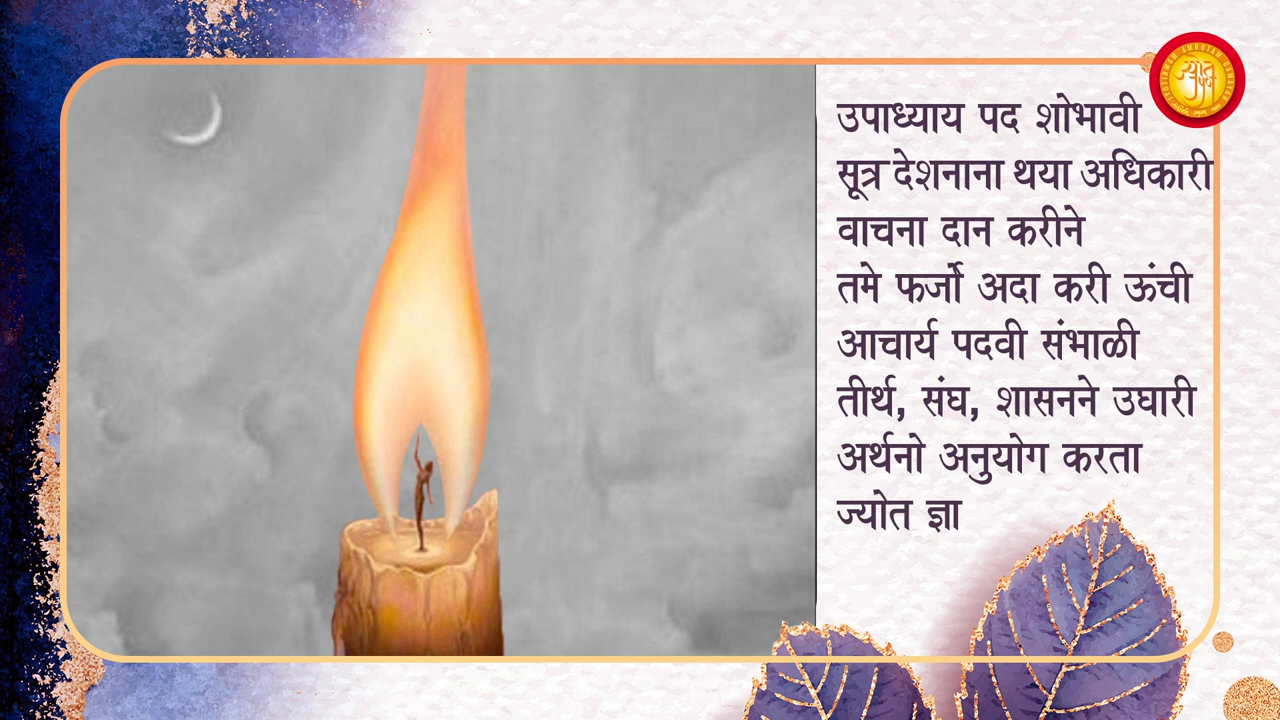 उपाध्याय पद शोभावी
सूत्र देशनाना थया अधिकारी
वाचना दान करीने
तमे फर्जो अदा करी ऊंची
आचार्य पदवी संभाळी
तीर्थ, संघ, शासनने उघारी
अर्थनो अनुयोग करता
ज्योत ज्ञा